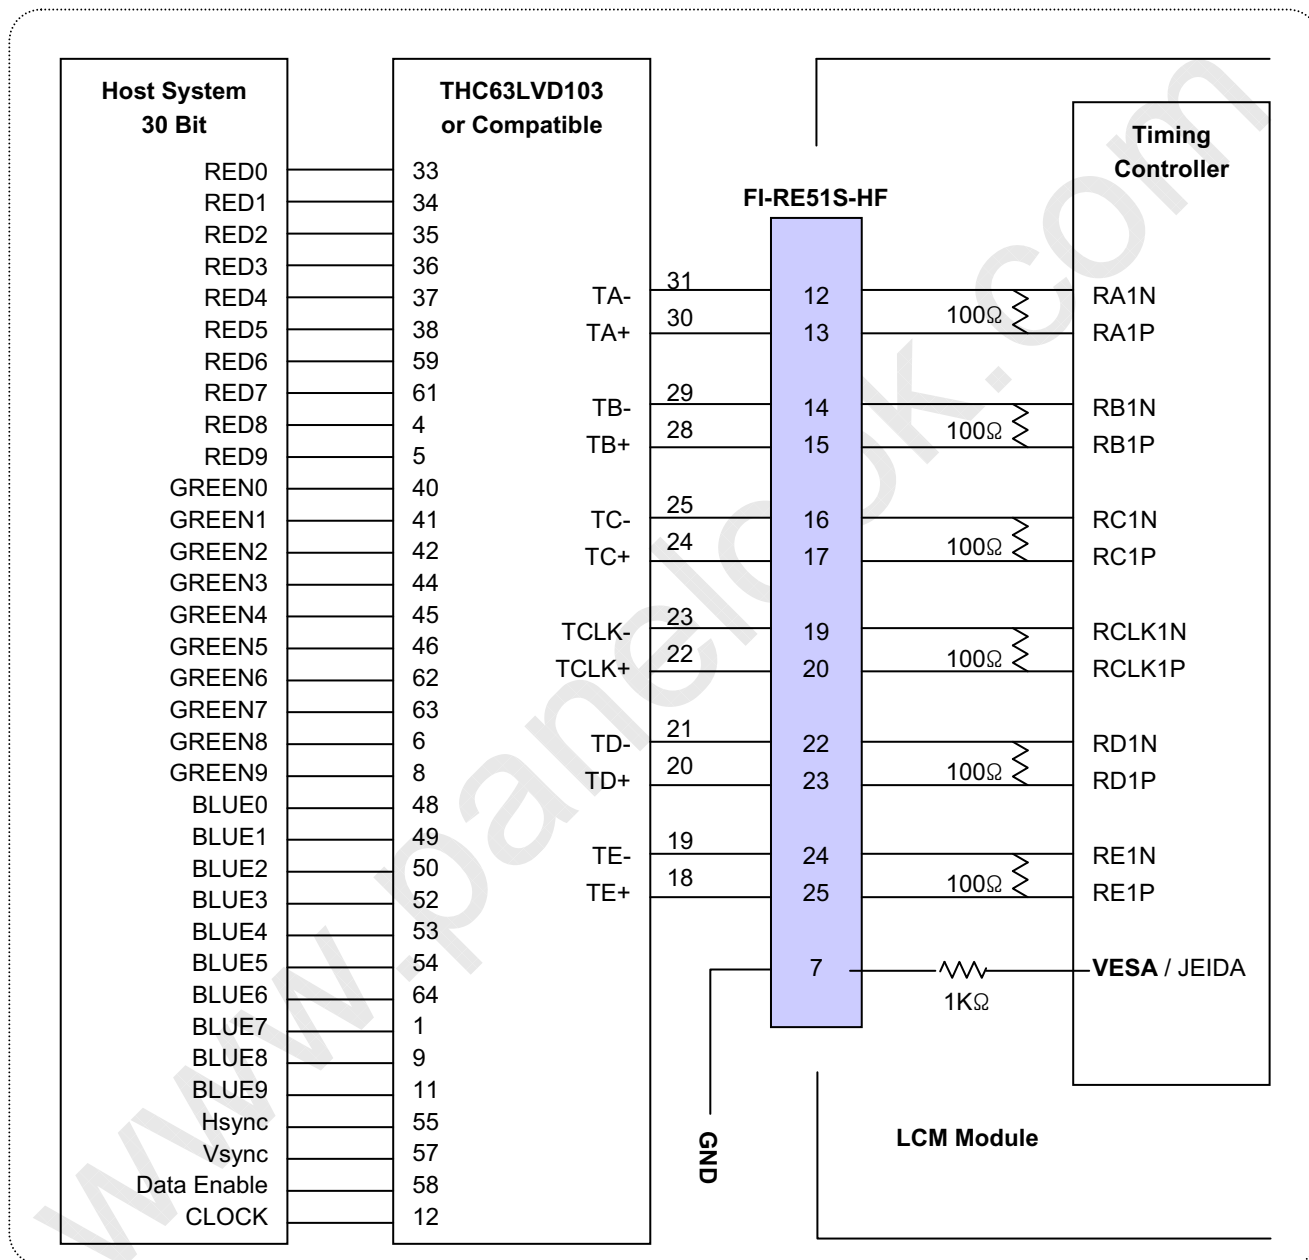 Host System
30 Bit
RED0
RED1
RED2
RED3
RED4
RED5
RED6
RED7
RED8
RED9
GREEN0
GREEN1
GREEN2
GREEN3
GREEN4
GREEN5
GREEN6
GREEN7
GREEN8
GREEN9
BLUE0
BLUE1
BLUE2
BLUE3
BLUE4
BLUE5
BLUE6
BLUE7
BLUE8
BLUE9
Hsync
Vsync
Data Enable
CLOCK
THC63LVD103
or Compatible
33
34
35
36
37
38
59
61
4
5
40
41
42
44
45
46
62
63
6
8
48
49
50
52
53
54
64
1
9
11
55
57
58
12
TA-
TA+
TB-
TB+
TC-
TC+
TCLK-
TCLK+
TD-
TD+
TE-
TE+
31
30
29
28
25
24
23
22
21
20
19
18
FI-RE51S-HF
12
13
14
15
16
17
19
20
22
23
24
25
7
GND
100Ω
100Ω
100Ω
100Ω
100Ω
100Ω
1KΩ
Timing
Controller
RA1N
RA1P
RB1N
RB1P
RC1N
RC1P
RCLK1N
RCLK1P
RD1N
RD1P
RE1N
RE1P
VESA / JEIDA
LCM Module
www.panelook.com